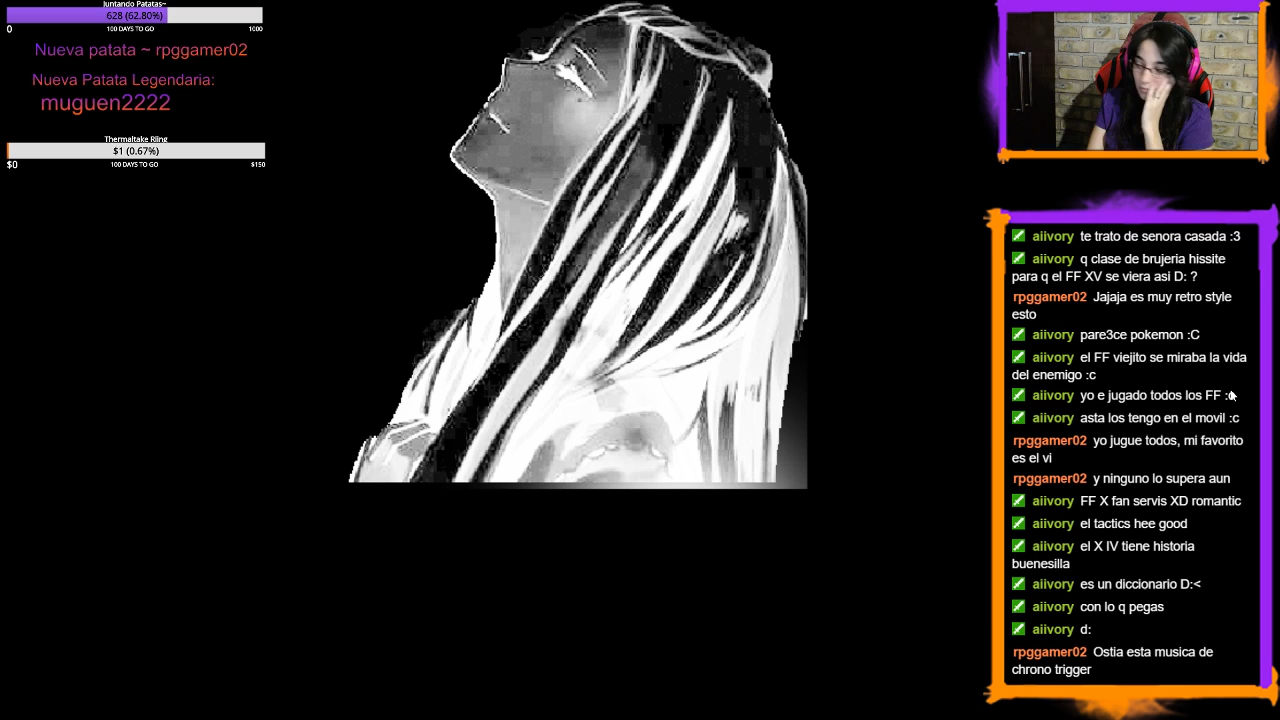 Juntando Patatas~
628 (62.80%)
0 100 DAYS TO GO 1000
Nueva patata ~ rpggamer02
Nueva Patata Legendaria:
muguen2222
Thermaltake Riing
$1 (0.67%)
$0 100 DAYS TO GO $150
aiivory te trato de senora casada :3
aiivory q clase de brujeria hissite
para q el FF XV se viera asi D: ?
rpggamer02 Jajaja es muy retro style
esto
aiivory pare3ce pokemon :C
aiivory el FF viejito se miraba la vida
del enemigo :c
aiivory yo e jugado todos los FF
aiivory asta los tengo en el movil :c
rpggamer02 yo jugue todos, mi favorito
es el vi
rpggamer02 y ninguno lo supera aun
aiivory FF X fan servis XD romantic
aiivory el tactics hee good
aiivory el X IV tiene historia
buenesilla
aiivory es un diccionario D:<
aiivory con lo q pegas
aiivory d:
rpggamer02 Ostia esta musica de
chrono trigger